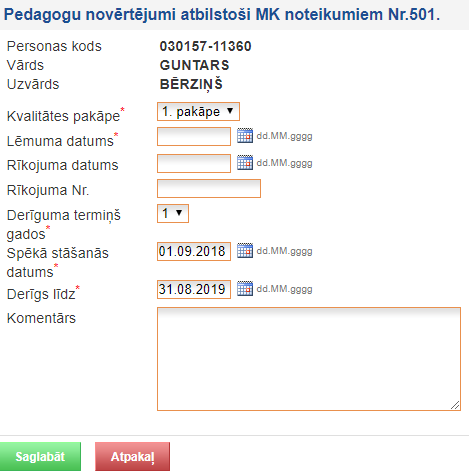 Pedagogu novērtējumi atbilstoši MK noteikumiem Nr.501.
Personas kods 030157-11360
Vārds GUNTARS
Uzvārds BĒRZIŅŠ
Kvalitātes pakāpe* 1. pakāpe
Lēmuma datums* dd.MM.gggg
Rīkojuma datums dd.MM.gggg
Rīkojuma Nr.
Derīguma termiņš gados* 1
Spēkā stāšanās datums* 01.09.2018 dd.MM.gggg
Derīgs līdz* 31.08.2019 dd.MM.gggg
Komentārs
Saglabāt Atpakaļ